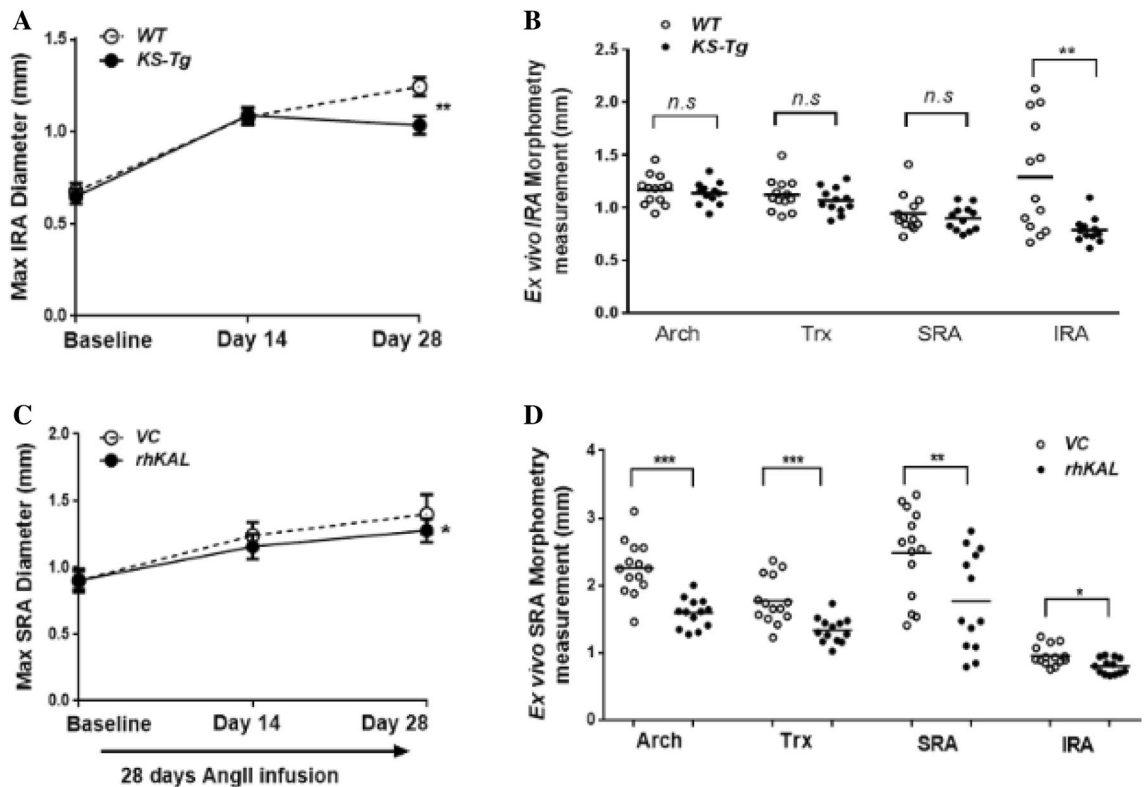 A
WT
KS-Tg
Max IRA Diameter (mm)
1.5
1.0
0.5
0.0
**
Baseline
Day 14
Day 28
B
WT
KS-Tg
Ex vivo IRA Morphometry
measurement (mm)
2.5
2.0
1.5
1.0
0.5
0.0
n.s
n.s
n.s
**
Arch
Trx
SRA
IRA
C
VC
rhKAL
Max SRA Diameter (mm)
2.0
1.5
1.0
0.5
0.0
*
Baseline
Day 14
Day 28
28 days AngII infusion
D
VC
rhKAL
Ex vivo SRA Morphometry
measurement (mm)
4
3
2
1
0
***
***
**
*
Arch
Trx
SRA
IRA